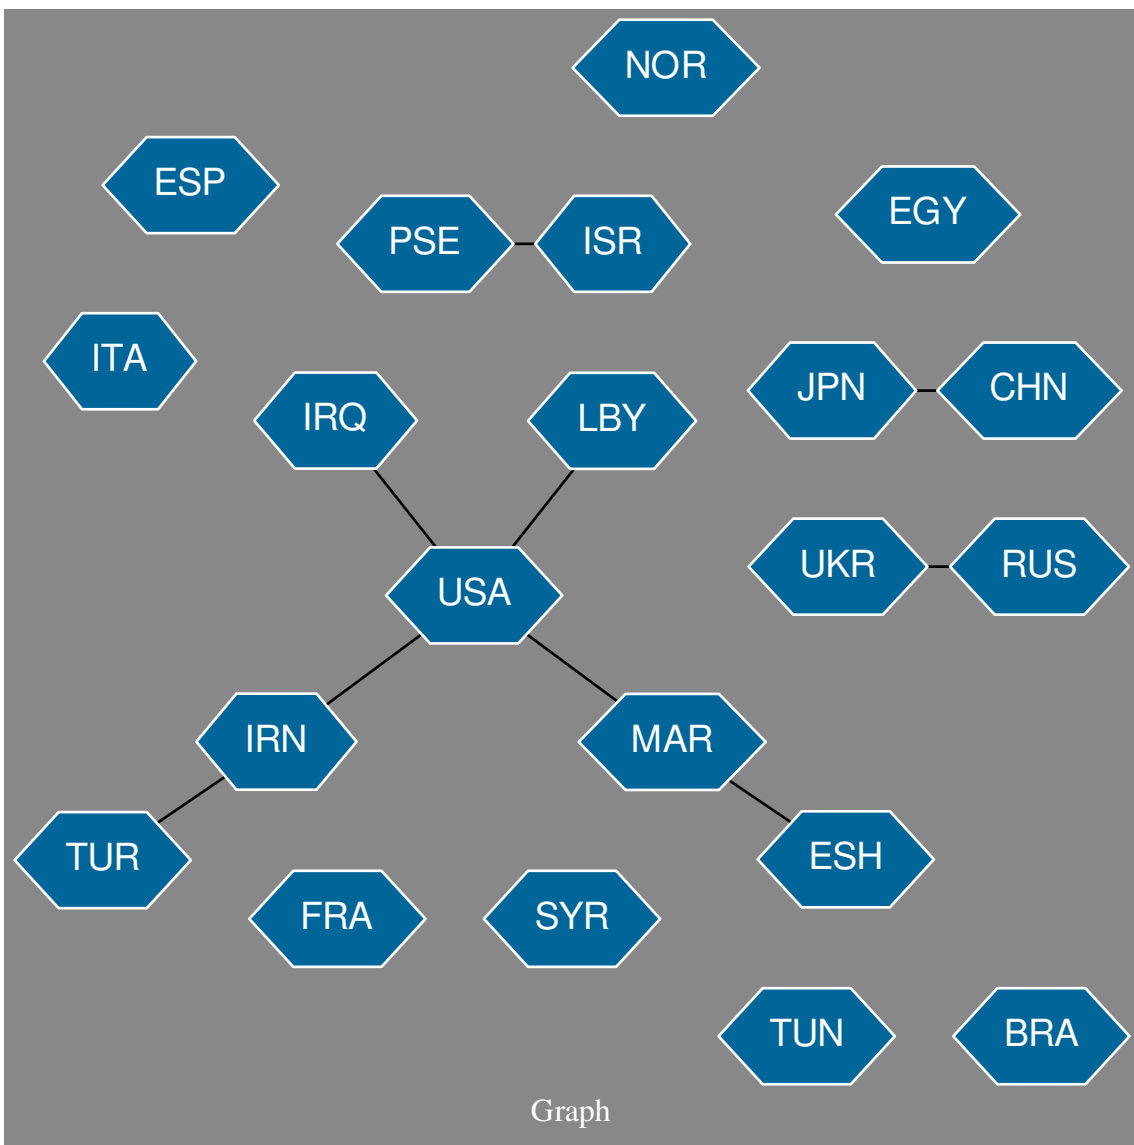 NOR
ESP
EGY
PSE
ISR
ITA
JPN
CHN
IRQ
LBY
UKR
RUS
USA
IRN
MAR
TUR
ESH
FRA
SYR
TUN
BRA
Graph